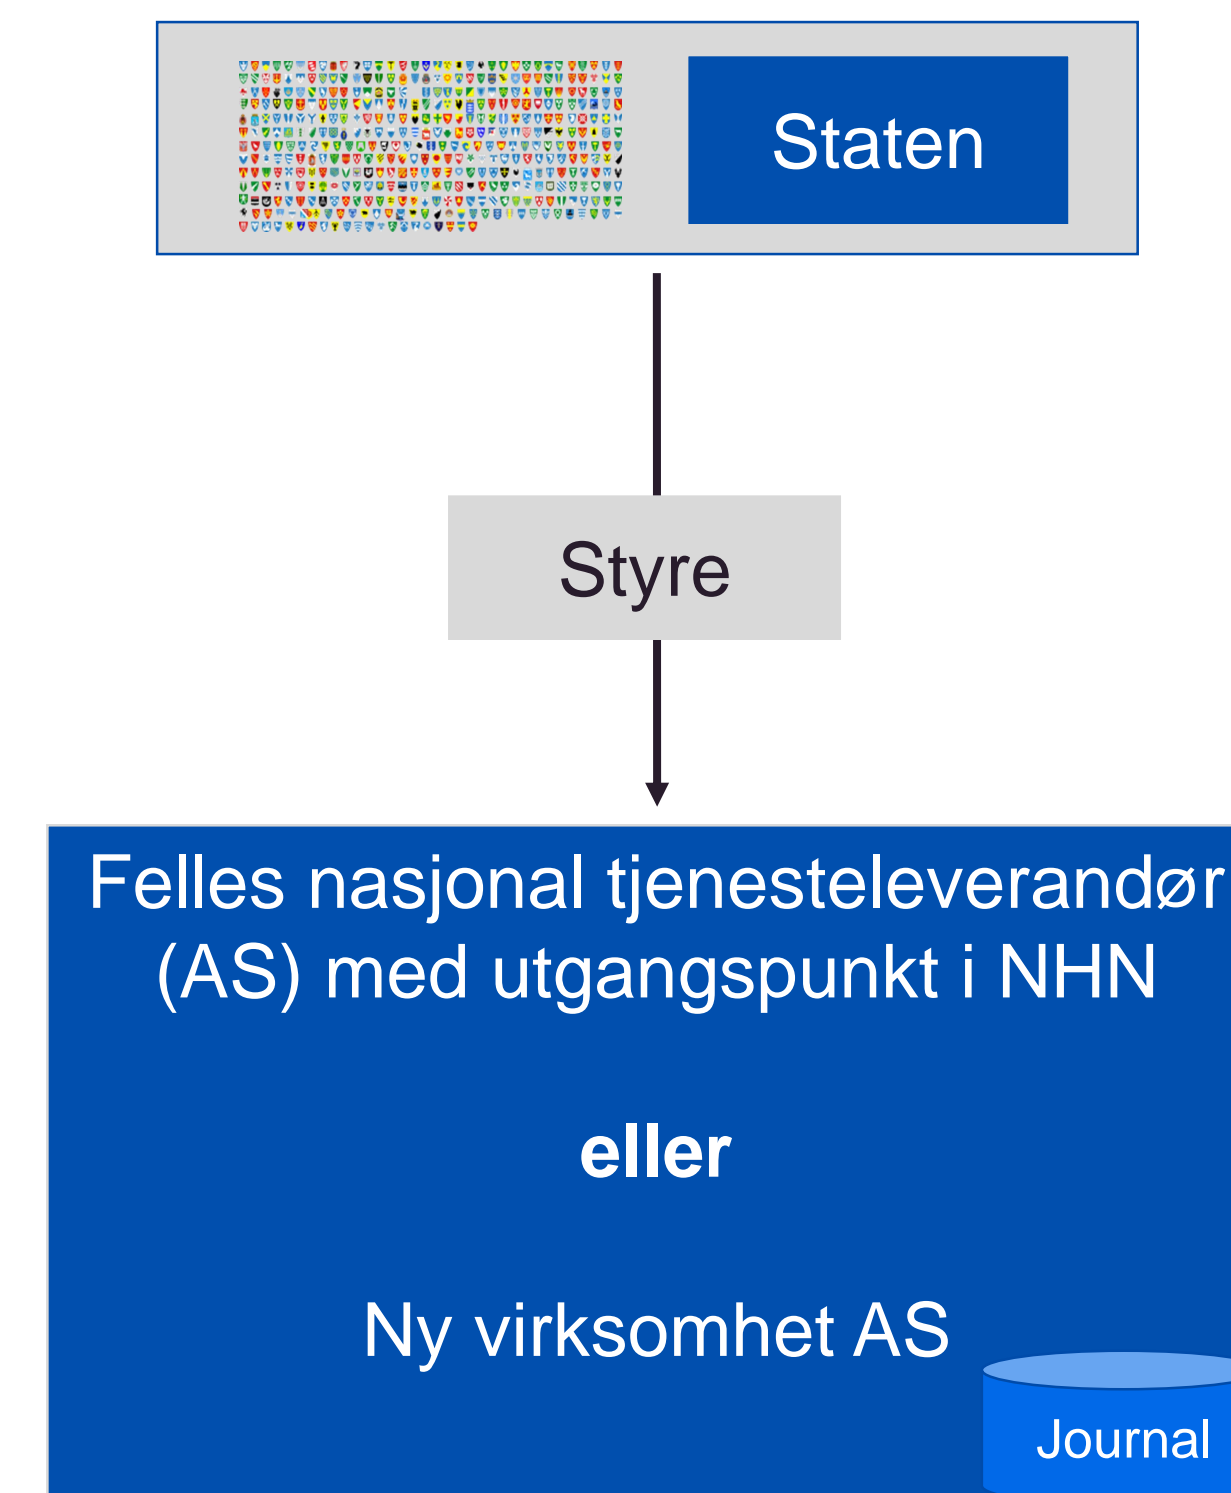 Staten
Styre
Felles nasjonal tjenesteleverandør
(AS) med utgangspunkt i NHN
eller
Ny virksomhet AS
Journal